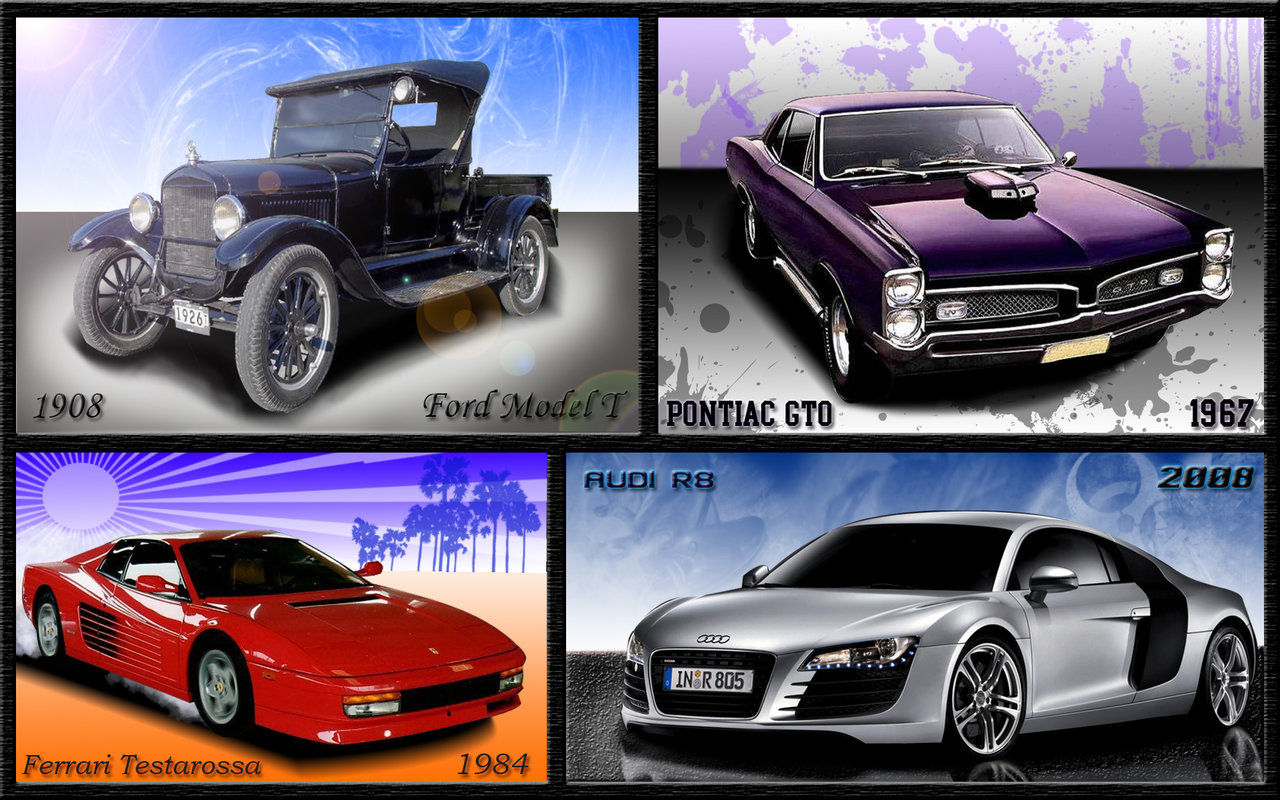 1926
1908
Ford Model T
GTO
PONTIAC GTO
1967
Ferrari Testarossa
1984
AUDI R8
2008
IN R 805